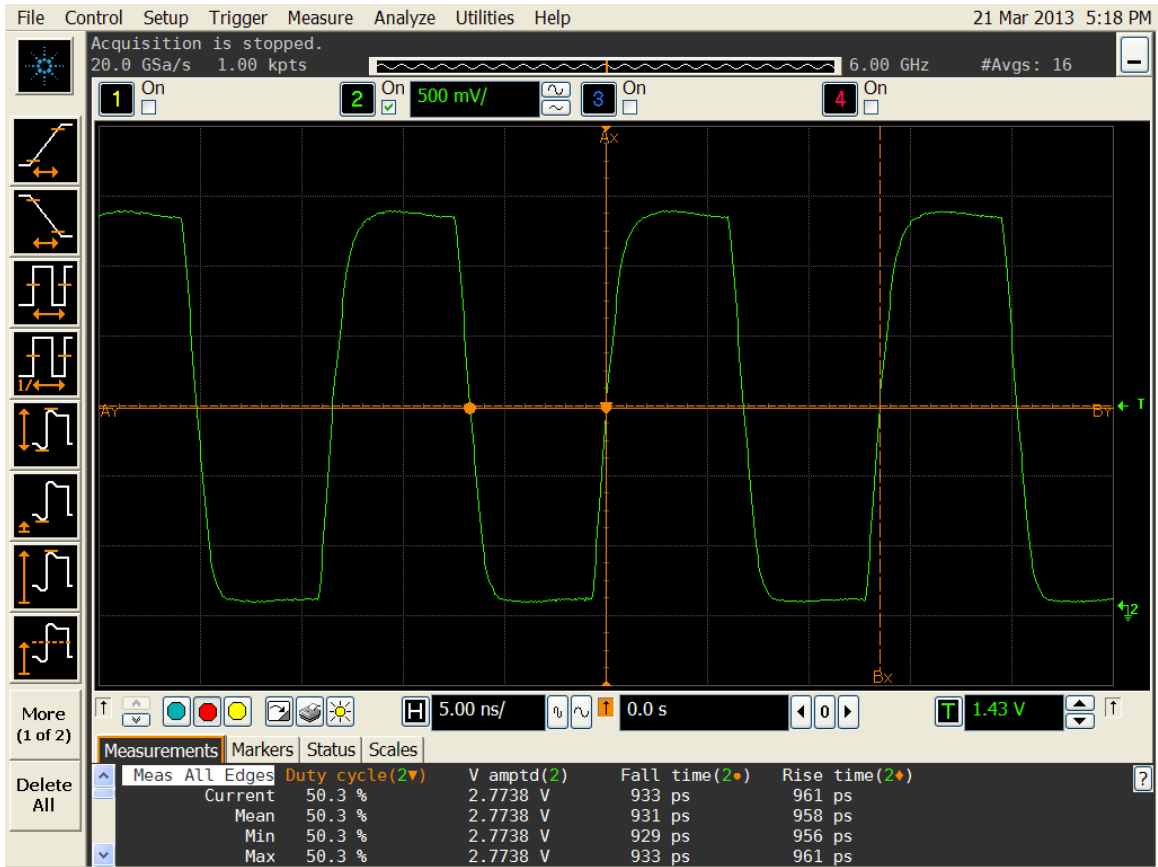 File Control Setup Trigger Measure Analyze Utilities Help 21 Mar 2013 5:18 PM
Acquisition is stopped.
20.0 GSa/s 1.00 kpts 6.00 GHz #Avgs: 16
1 On 2 On 500 mV/ 3 On 4 On
Ax
1/
AY BY T
2
Bx
H 5.00 ns/ T 0.0 s 0 T 1.43 V
More
(1 of 2)
Delete
All
Measurements Markers Status Scales
Meas All Edges Duty cycle(2▼) V amptd(2) Fall time(2●) Rise time(2♦) ?
Current 50.3 % 2.7738 V 933 ps 961 ps
Mean 50.3 % 2.7738 V 931 ps 958 ps
Min 50.3 % 2.7738 V 929 ps 956 ps
Max 50.3 % 2.7738 V 933 ps 961 ps